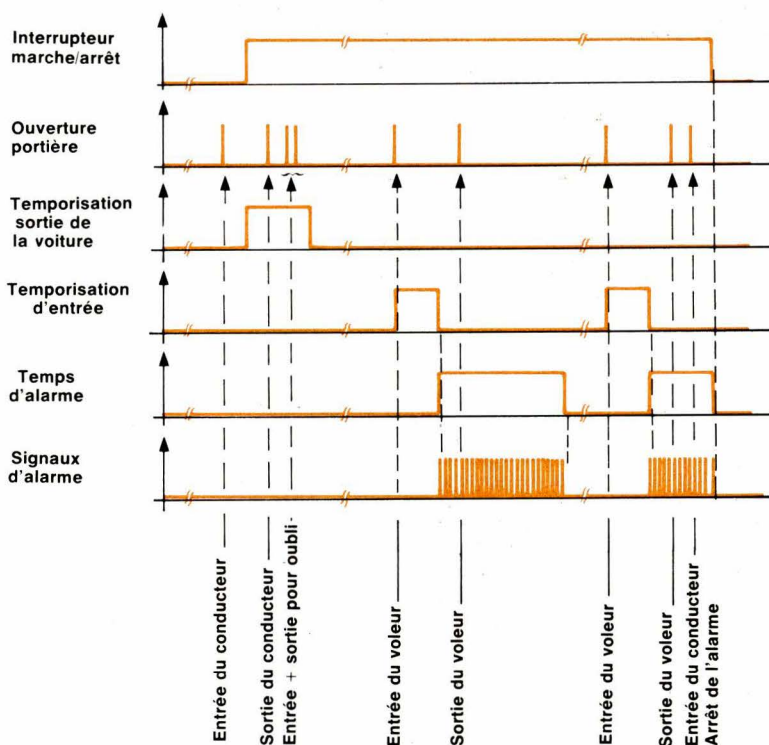 Interrupteur
marche/arrêt
Ouverture
portière
Temporisation
sortie de
la voiture
Temporisation
d'entrée
Temps
d'alarme
Signaux
d'alarme
Entrée du conducteur
Sortie du conducteur
Entrée + sortie pour oubli
Entrée du voleur
Sortie du voleur
Entrée du voleur
Sortie du voleur
Entrée du conducteur
Arrêt de l'alarme